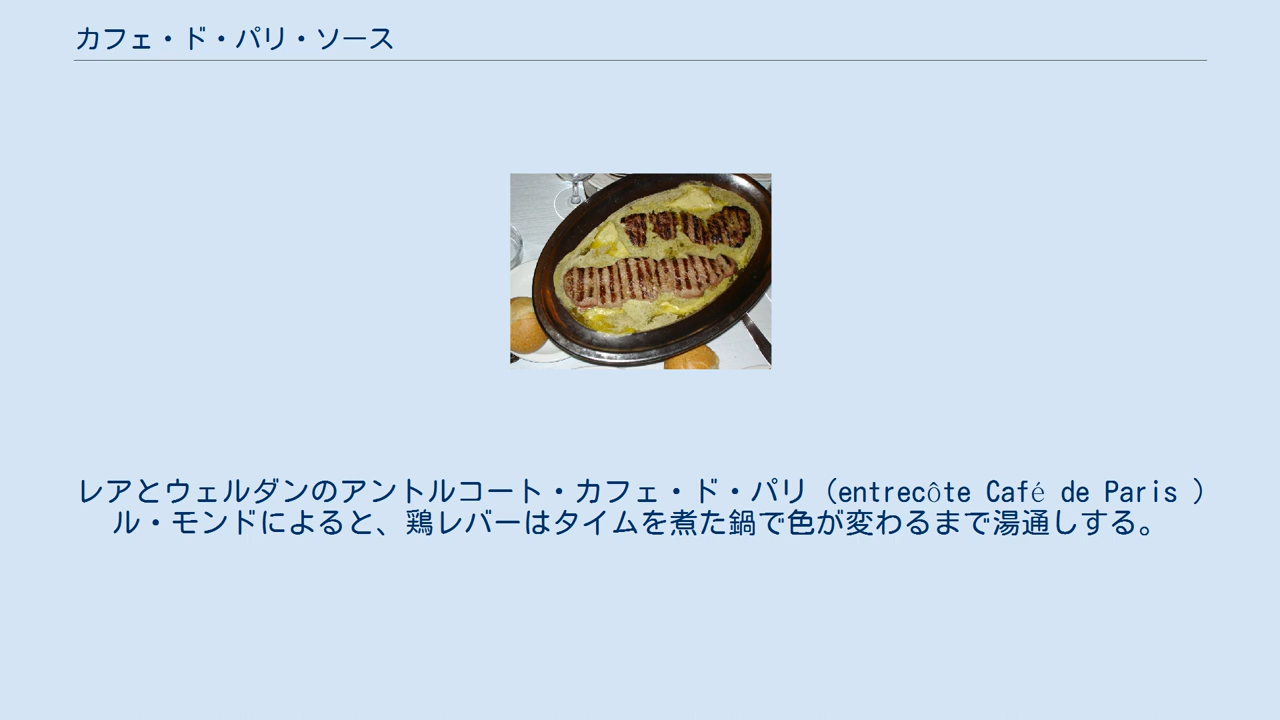 カフェ・ド・パリ・ソース
レアとウェルダンのアントルコート・カフェ・ド・パリ（entrecôte Café de Paris ）
ル・モンドによると、鶏レバーはタイムを煮た鍋で色が変わるまで湯通しする。